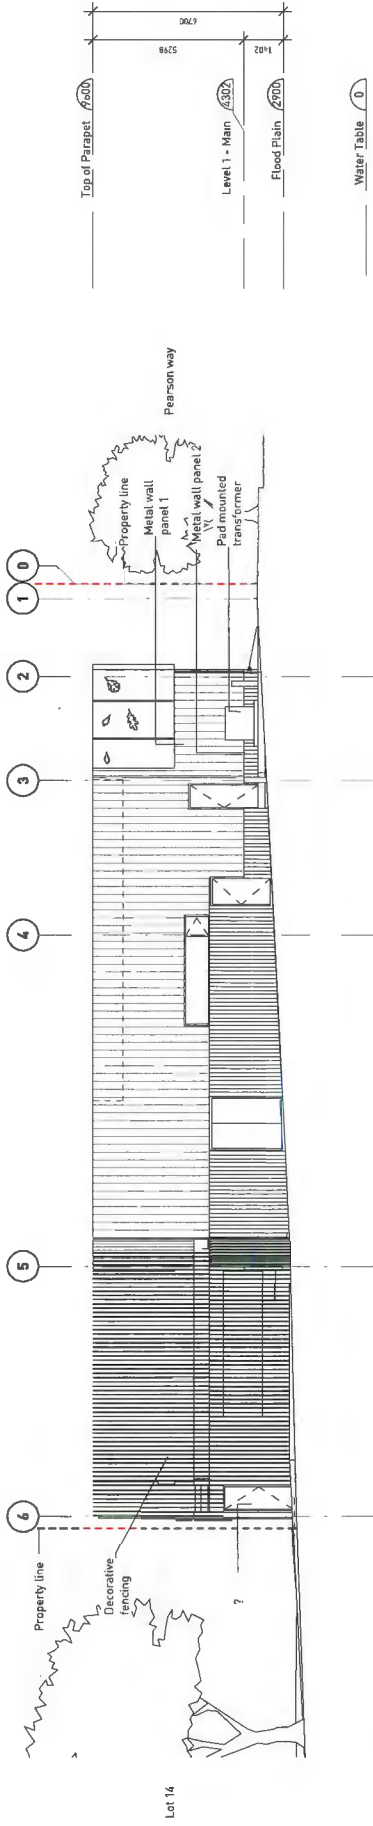 Lot 14
Property line
Decorative
fencing
?
6
5
4
3
2
1
0
Property line
Metal wall
panel 1
Metal wall panel 2
Pad mounted
transformer
Pearson way
Top of Parapet
9600
Level 1 - Main
4302
Flood Plain
2900
Water Table
0
5298
1402
6700